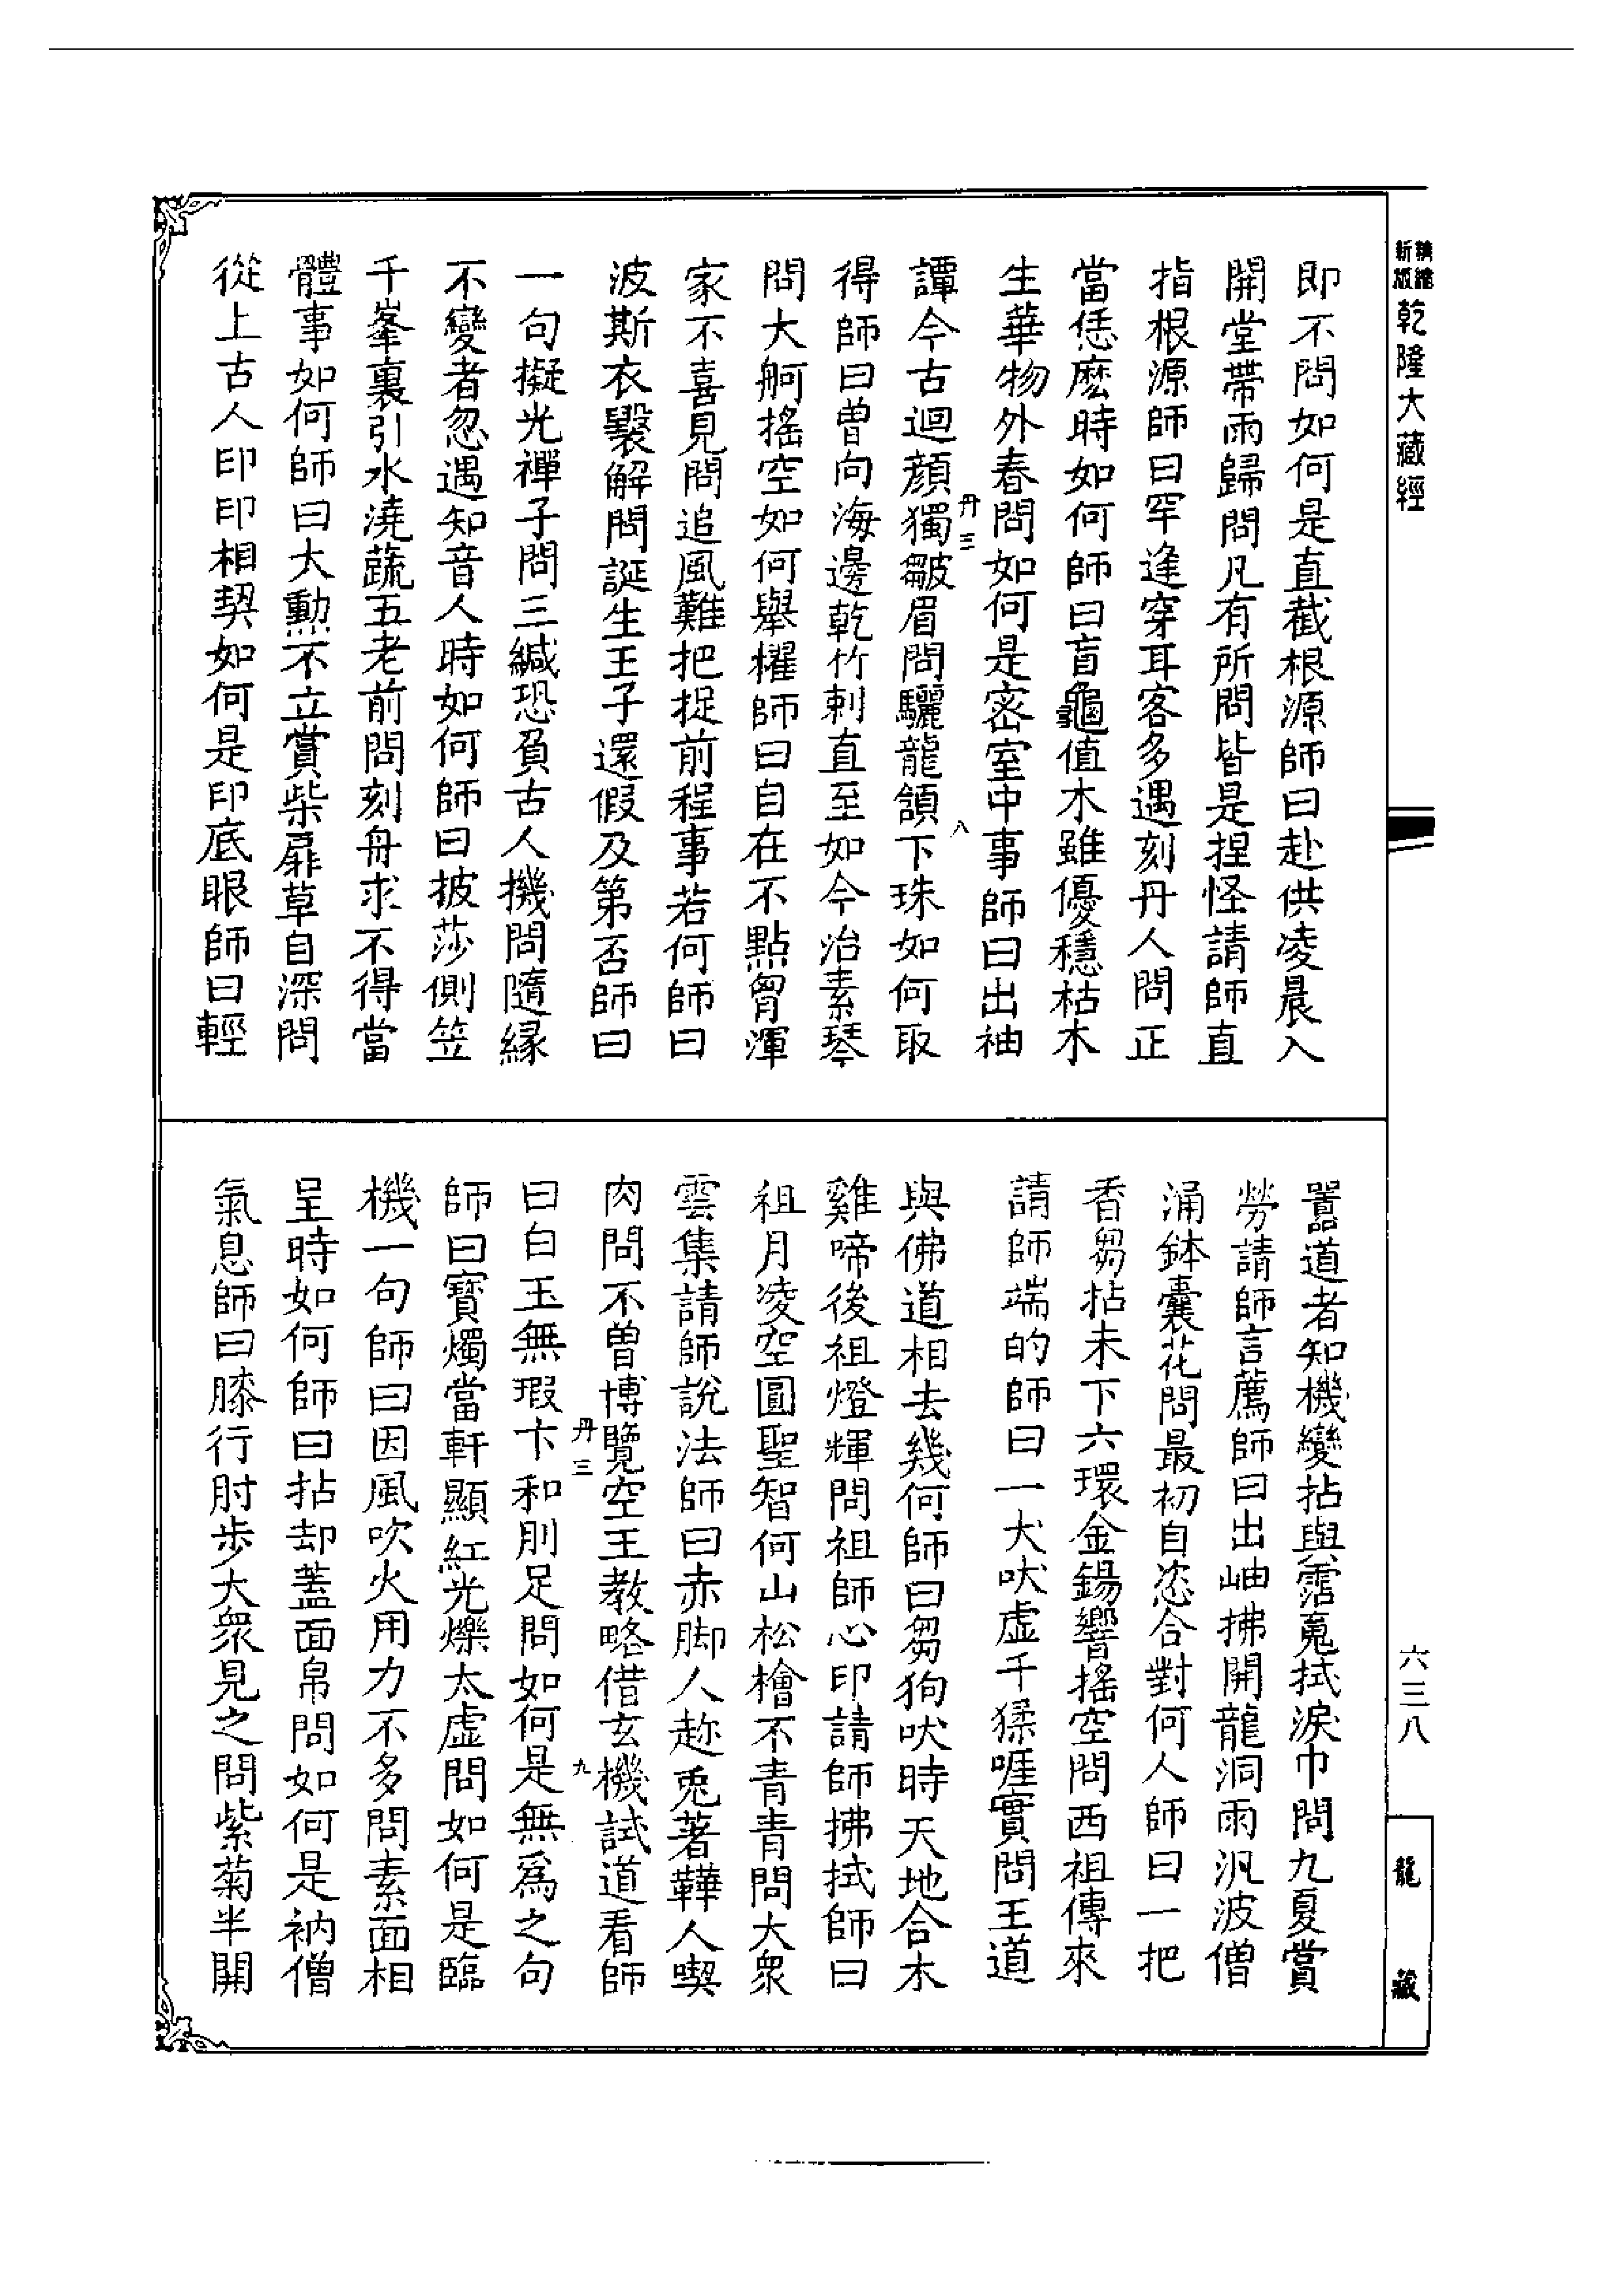 精縮新版乾隆大藏經
六三八
龍藏
即不問如何是直截根源師曰赴供凌晨入
開堂帶雨歸問凡有所問皆是揑怪請師直
指根源師曰罕逢穿耳客多遇刻丹人問正
當恁麽時如何師曰盲龜值木雖優穩枯木
生華物外春問如何是密室中事師曰出袖
丹三
八
譚今古迴顏獨皺眉問驪龍頷下珠如何取
得師曰曾向海邊乾竹刺直至如今治素琴
問大舸搖空如何舉櫂師曰自在不點胷渾
家不喜見問追風難把捉前程事若何師曰
波斯衣毉解問誕生王子還假及第否師曰
一句擬光禪子問三緘恐負古人機問隨緣
不變者忽遇知音人時如何師曰披莎側笠
千峯裏引水澆蔬五老前問刻舟求不得當
體事如何師曰大勳不立賞柴扉草自深問
從上古人印印相契如何是印底眼師曰輕
嚚道者知機變拈與霑嵬拭淚巾問九夏賞
勞請師言薦師曰出岫拂開龍洞雨汎波僧
涌鉢囊花問最初自恣合對何人師曰一把
香芻拈未下六環金錫響搖空問西祖傳來
請師端的師曰一犬吠虛千猱啀實問王道
與佛道相去幾何師曰芻狗吠時天地合木
雞啼後祖燈輝問祖師心印請師拂拭師曰
祖月凌空圓聖智何山松檜不青青問大衆
雲集請師說法師曰赤脚人趂兎著鞾人喫
肉問不曾博覽空王教略借玄機試道看師
丹三
九
曰白玉無瑕卞和刖足問如何是無爲之句
師曰寶燭當軒顯紅光爍太虛問如何是臨
機一句師曰因風吹火用力不多問素面相
呈時如何師曰拈却蓋面帛問如何是衲僧
氣息師曰膝行肘步大衆見之問紫菊半開